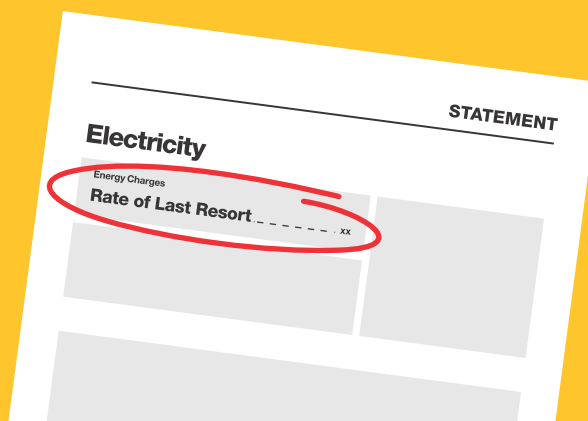 STATEMENT
Electricity
Energy Charges
Rate of Last Resort xx